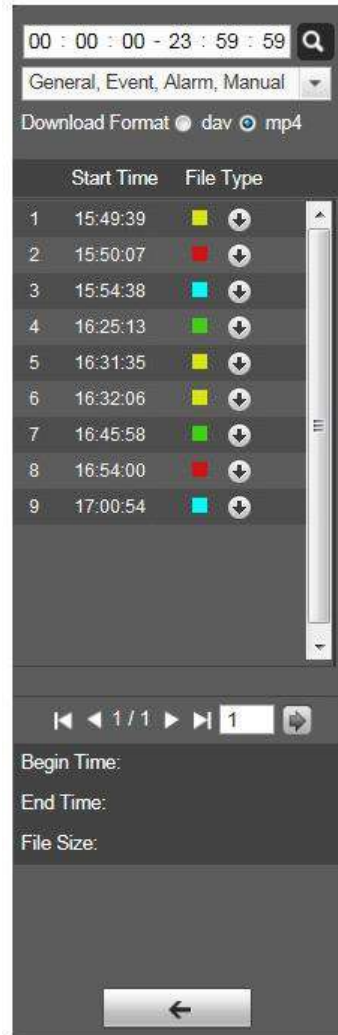 00 : 00 : 00 - 23 : 59 : 59
General, Event, Alarm, Manual
Download Format dav mp4
Start Time File Type
1 15:49:39
2 15:50:07
3 15:54:38
4 16:25:13
5 16:31:35
6 16:32:06
7 16:45:58
8 16:54:00
9 17:00:54
1 / 1 1
Begin Time:
End Time:
File Size: